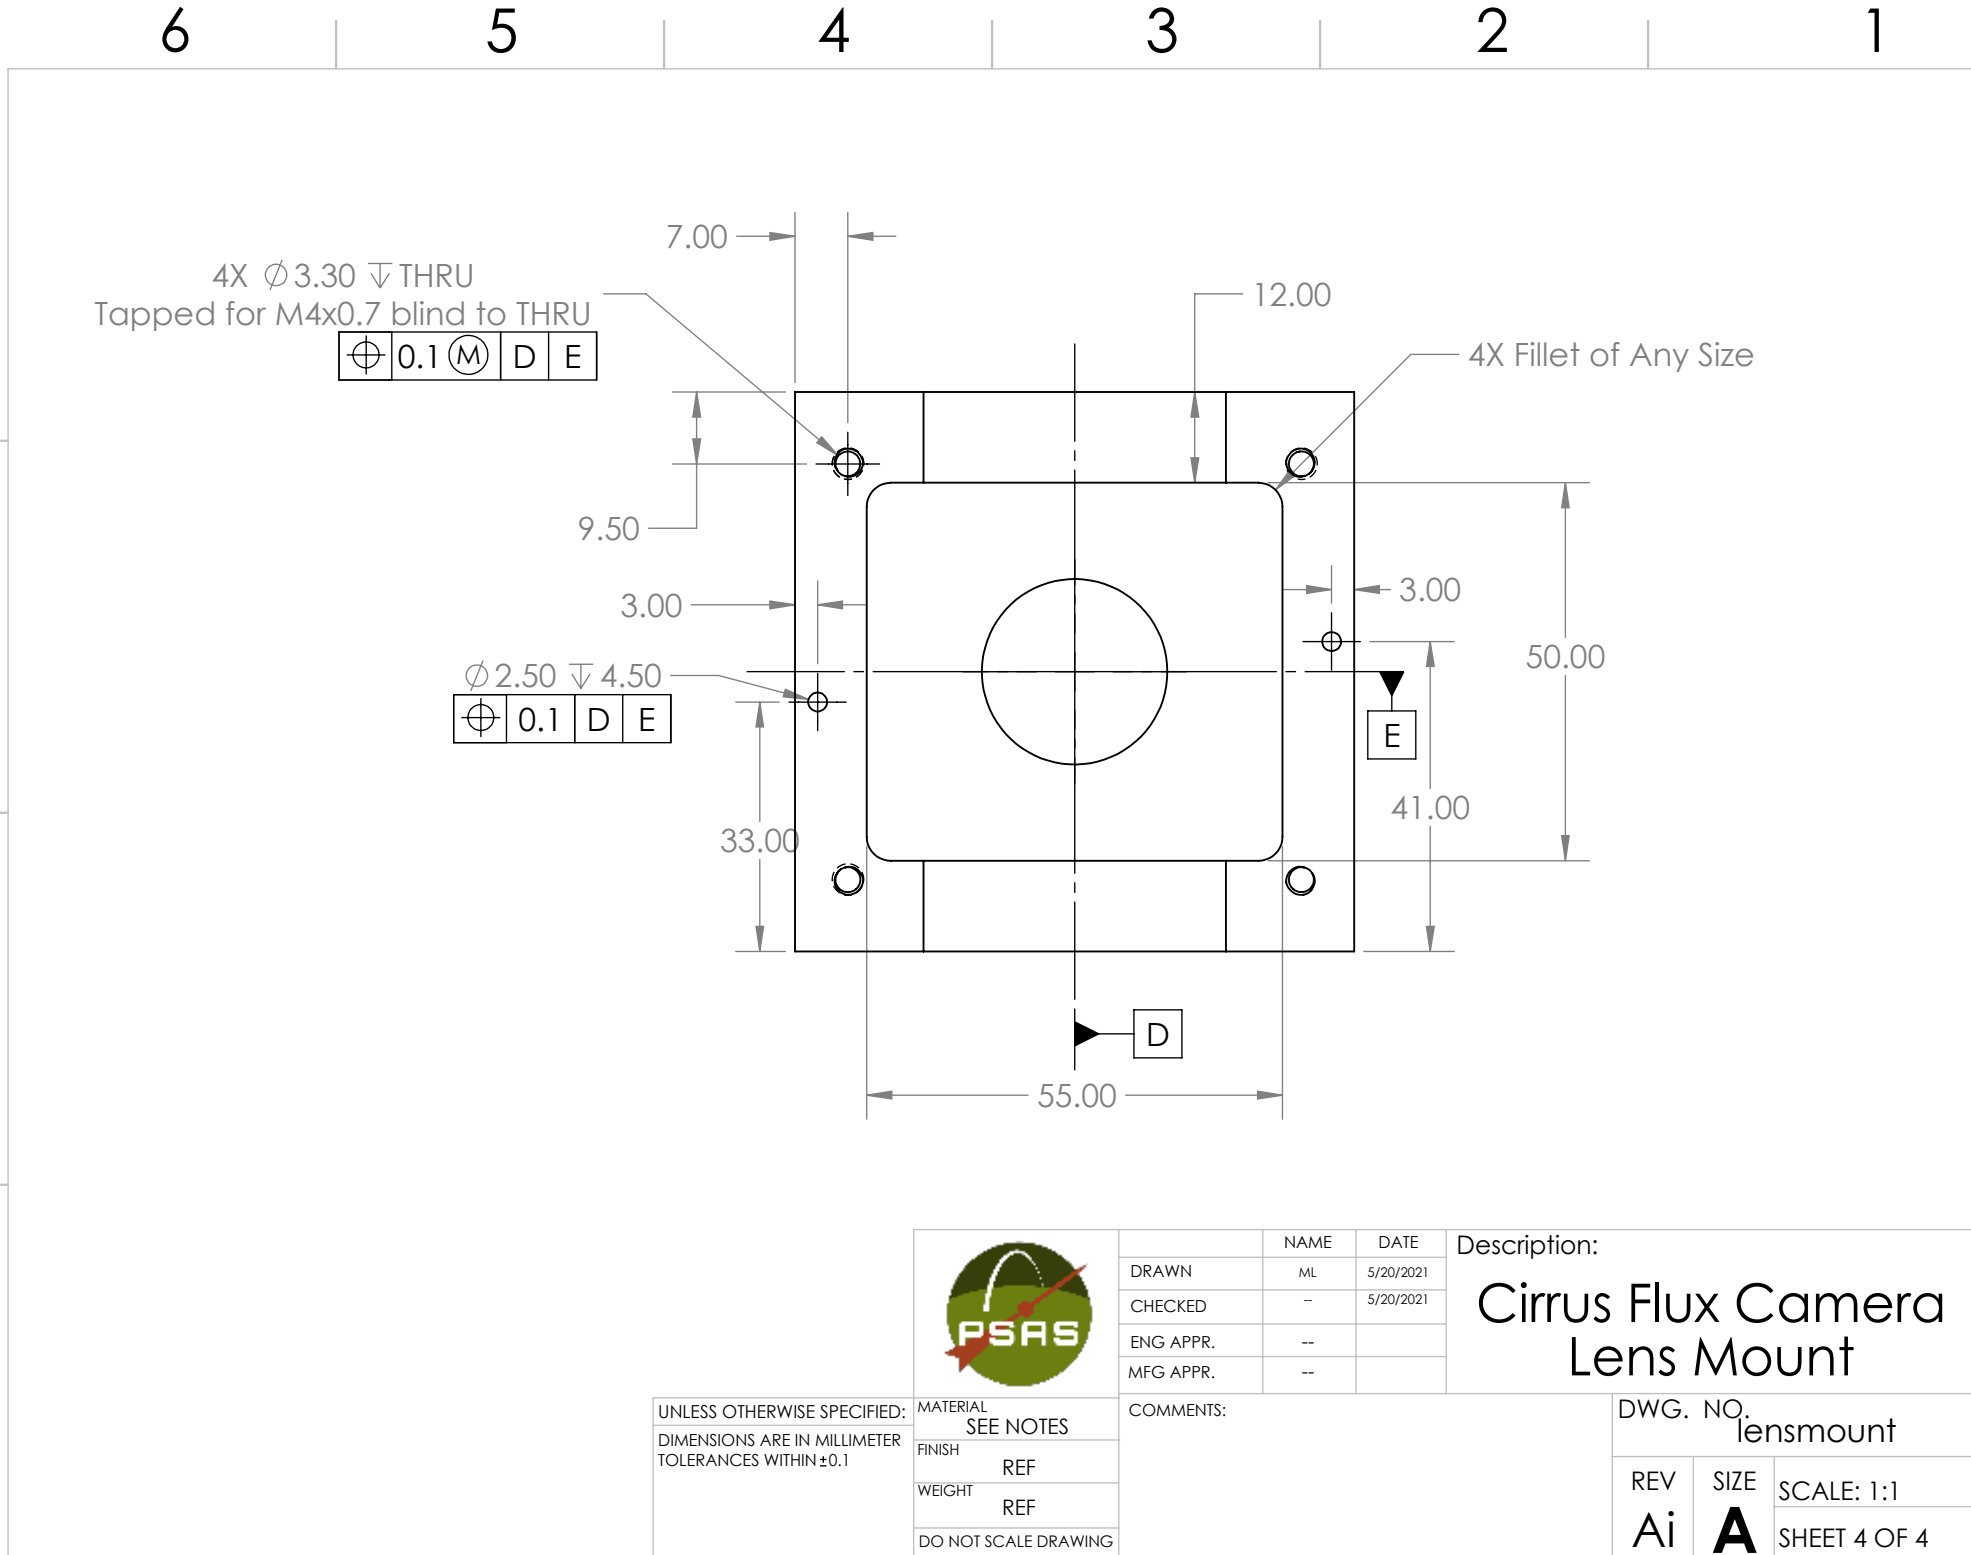 6 5 4 3 2 1
7.00
4X ∅3.30 ↧ THRU
Tapped for M4x0.7 blind to THRU
⌖ 0.1 Ⓜ D E
12.00
4X Fillet of Any Size
9.50
3.00
3.00
∅2.50 ↧ 4.50
⌖ 0.1 D E
50.00
E
41.00
33.00
D
55.00
PSAS
NAME DATE
DRAWN ML 5/20/2021
CHECKED -- 5/20/2021
ENG APPR. --
MFG APPR. --
Description:
Cirrus Flux Camera
Lens Mount
UNLESS OTHERWISE SPECIFIED:
DIMENSIONS ARE IN MILLIMETER
TOLERANCES WITHIN ±0.1
MATERIAL
SEE NOTES
FINISH
REF
WEIGHT
REF
DO NOT SCALE DRAWING
COMMENTS:
DWG. NO.
lensmount
REV
Ai
SIZE
A
SCALE: 1:1
SHEET 4 OF 4